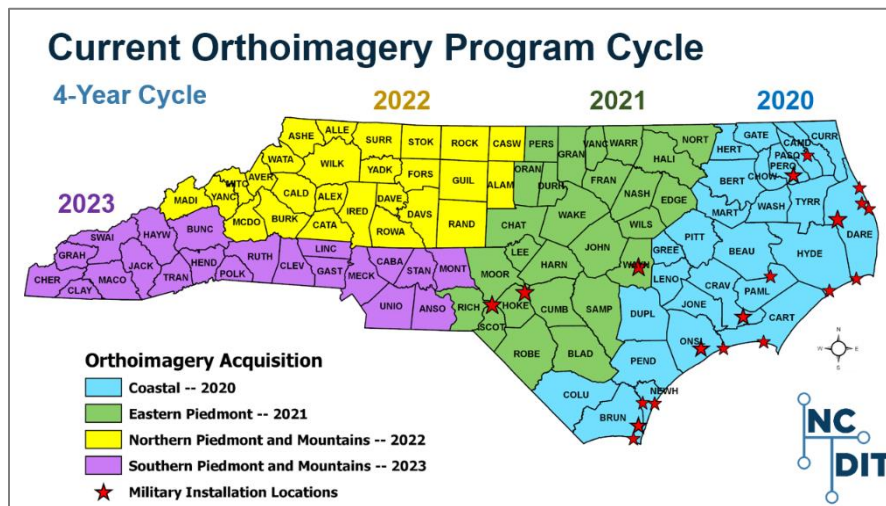 Current Orthoimagery Program Cycle
4-Year Cycle
2022
2021
2020
2023
ASHE
ALLE
SURR
STOK
ROCK
CASW
PERS
GRAN
VANC
WARR
NORT
HERT
GATE
CAMD
CURR
PASQ
PERQ
CHOW
WATA
WILK
YADK
FORS
GUIL
ALAM
ORAN
DURH
FRAN
HALI
BERT
MADI
YANC
MITC
AVER
CALD
ALEX
IRED
DAVE
DAVS
RAND
CHAT
WAKE
NASH
EDGE
MART
WASH
TYRR
DARE
MCDO
BURK
CATA
ROWA
WILS
PITT
BEAU
HYDE
SWAI
HAYW
BUNC
GRAH
JACK
HEND
RUTH
LINC
CLEV
GAST
MECK
CABA
STAN
MONT
MOOR
LEE
HARN
JOHN
GREE
LENO
CRAV
PAML
CHER
CLAY
MACO
TRAN
POLK
UNIO
ANSO
RICH
HOKE
CUMB
SAMP
DUPL
JONE
CART
SCOT
ROBE
BLAD
PEND
ONSL
COLU
BRUN
NEWH
N
W
E
S
Orthoimagery Acquisition
Coastal -- 2020
Eastern Piedmont -- 2021
Northern Piedmont and Mountains -- 2022
Southern Piedmont and Mountains -- 2023
Military Installation Locations
NC
DIT